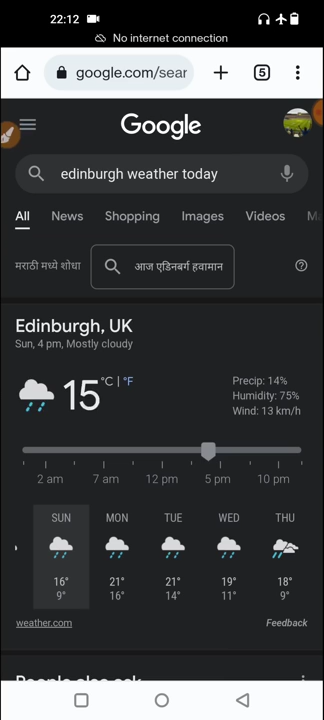 22:12
No internet connection
google.com/sear
5
Google
edinburgh weather today
All News Shopping Images Videos
मराठी मध्ये शोधा
आज एडिनबर्ग हवामान
Edinburgh, UK
Sun, 4 pm, Mostly cloudy
15 °C | °F
Precip: 14%
Humidity: 75%
Wind: 13 km/h
2 am 7 am 12 pm 5 pm 10 pm
SUN MON TUE WED THU
16° 21° 21° 19° 18°
9° 16° 14° 11° 9°
weather.com Feedback
People also ask